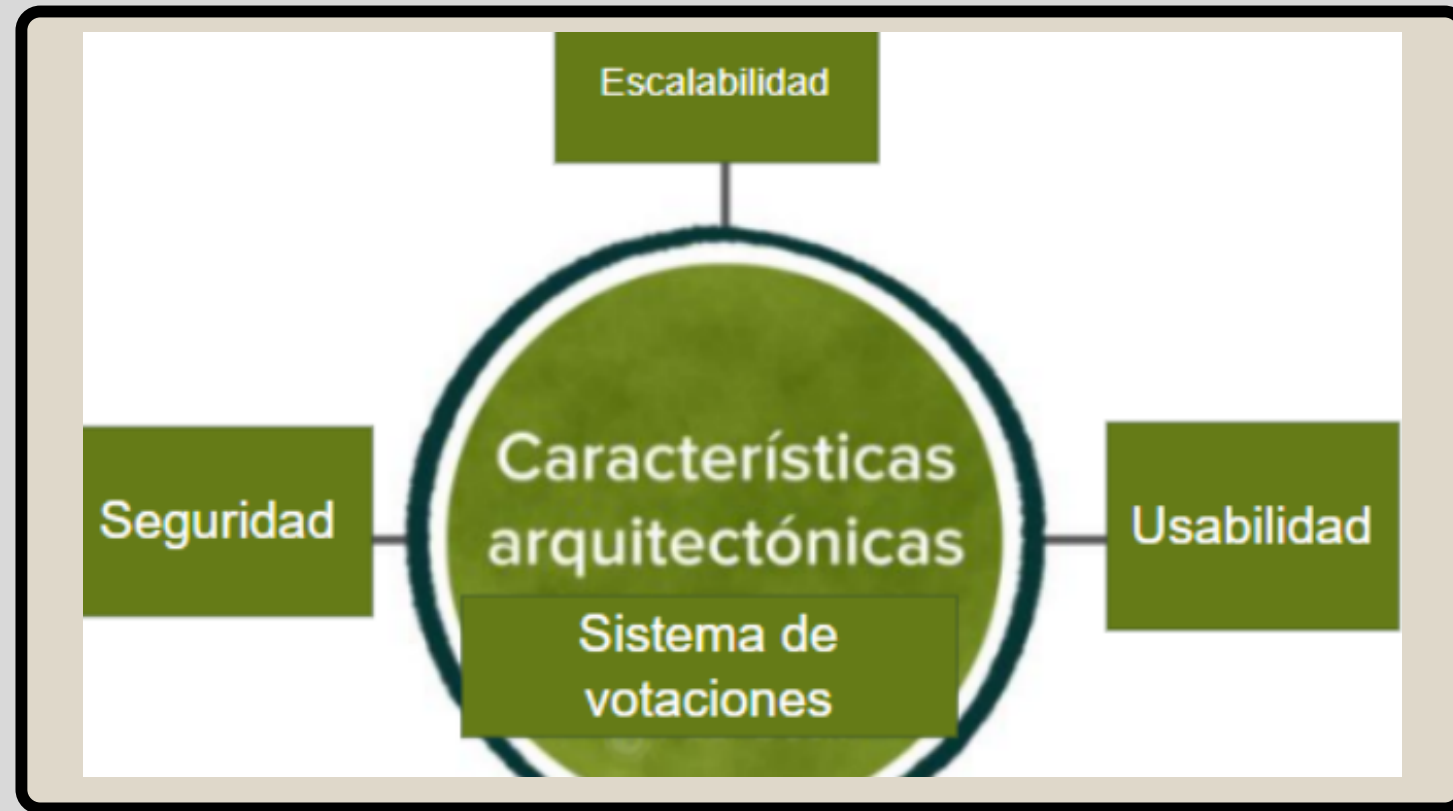 Escalabilidad
Seguridad
Características
arquitectónicas
Sistema de
votaciones
Usabilidad